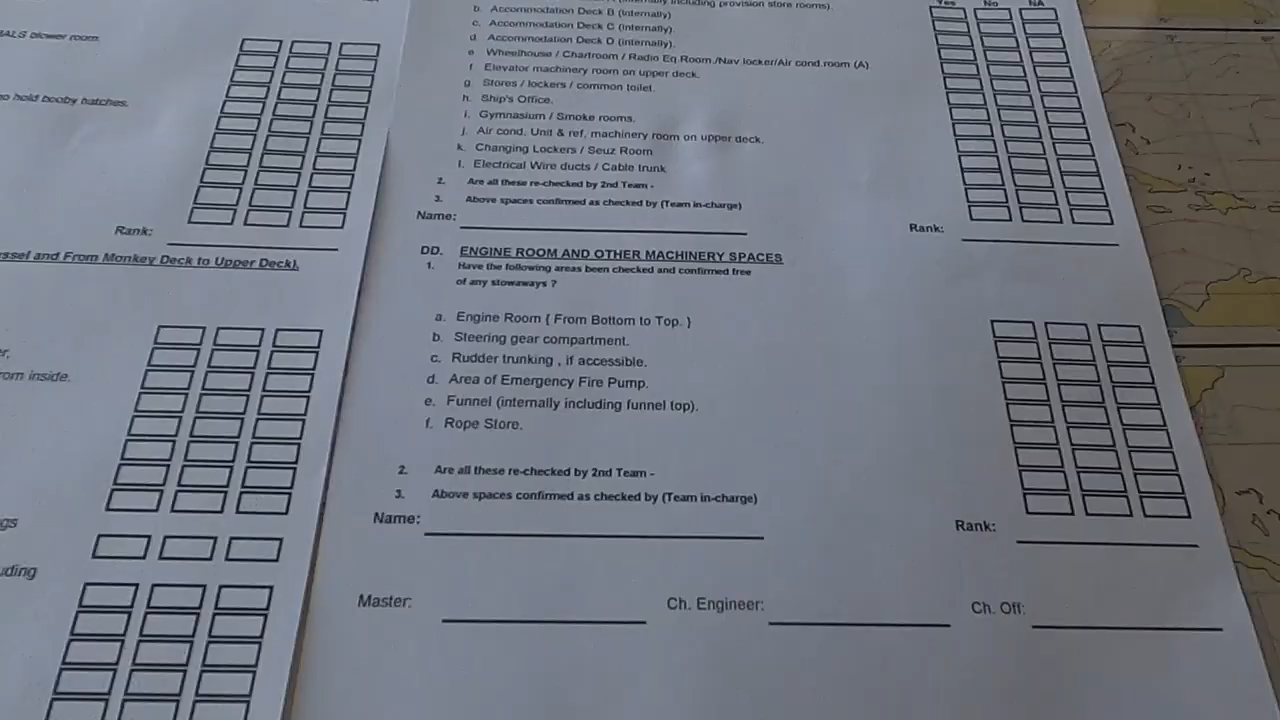 ALS blower room.
o hold booby hatches.
Rank:
ssel and From Monkey Deck to Upper Deck).
er,
rom inside.
gs
uding
including provision store rooms).
Yes No NA
b. Accommodation Deck B (Internally)
c. Accommodation Deck C (Internally).
d. Accommodation Deck D (internally).
e. Wheelhouse / Chartroom / Radio Eq.Room./Nav locker/Air cond.room (A)
f. Elevator machinery room on upper deck.
g. Stores / lockers / common toilet.
h. Ship's Office.
i. Gymnasium / Smoke rooms.
j. Air cond. Unit & ref, machinery room on upper deck.
k. Changing Lockers / Seuz Room
l. Electrical Wire ducts / Cable trunk
2. Are all these re-checked by 2nd Team -
3. Above spaces confirmed as checked by (Team in-charge)
Name: Rank:
DD. ENGINE ROOM AND OTHER MACHINERY SPACES
1. Have the following areas been checked and confirmed free
of any stowaways ?
a. Engine Room { From Bottom to Top. }
b. Steering gear compartment.
c. Rudder trunking , if accessible.
d. Area of Emergency Fire Pump.
e. Funnel (internally including funnel top).
f. Rope Store.
2. Are all these re-checked by 2nd Team -
3. Above spaces confirmed as checked by (Team in-charge)
Name: Rank:
Master: Ch. Engineer: Ch. Off: